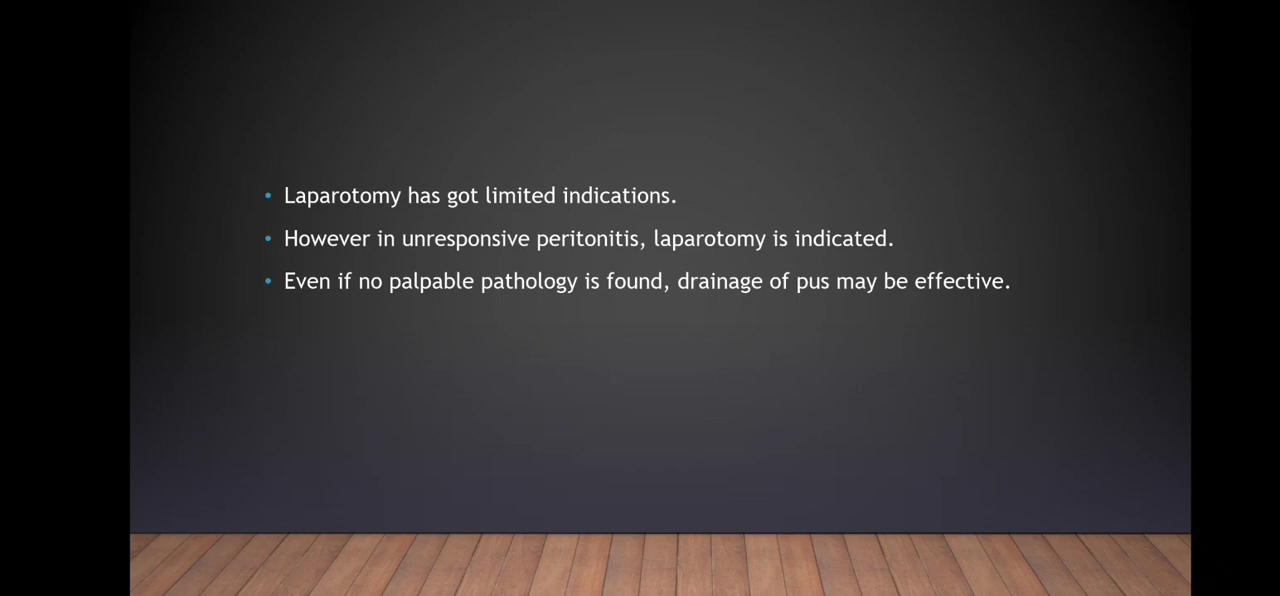 • Laparotomy has got limited indications.
• However in unresponsive peritonitis, laparotomy is indicated.
• Even if no palpable pathology is found, drainage of pus may be effective.